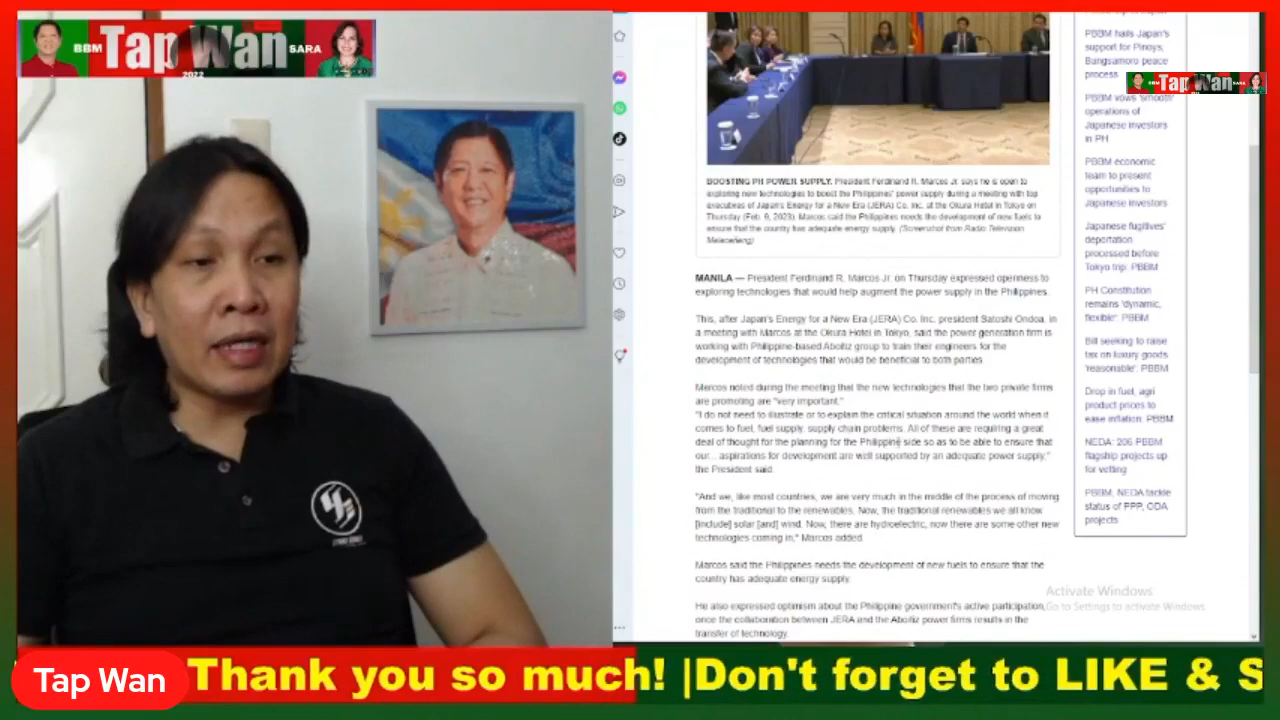 BBM Tap Wan SARA
2022
BOOSTING PH POWER SUPPLY. President Ferdinand R. Marcos Jr. says he is open to
exploring new technologies to boost the Philippines' power supply during a meeting with top
executives of Japan's Energy for a New Era (JERA) Co. Inc. at the Okura Hotel in Tokyo on
Thursday (Feb. 9, 2023). Marcos said the Philippines needs the development of new fuels to
ensure that the country has adequate energy supply. (Screenshot from Radio Television
Malacañang)
MANILA — President Ferdinand R. Marcos Jr. on Thursday expressed openness to
exploring technologies that would help augment the power supply in the Philippines.
This, after Japan's Energy for a New Era (JERA) Co. Inc. president Satoshi Ondoa, in
a meeting with Marcos at the Okura Hotel in Tokyo, said the power generation firm is
working with Philippine-based Aboitiz group to train their engineers for the
development of technologies that would be beneficial to both parties.
Marcos noted during the meeting that the new technologies that the two private firms
are promoting are "very important."
"I do not need to illustrate or to explain the critical situation around the world when it
comes to fuel, fuel supply, supply chain problems. All of these are requiring a great
deal of thought for the planning for the Philippine side so as to be able to ensure that
our... aspirations for development are well supported by an adequate power supply,"
the President said.
"And we, like most countries, we are very much in the middle of the process of moving
from the traditional to the renewables. Now, the traditional renewables we all know
[include] solar [and] wind. Now, there are hydroelectric, now there are some other new
technologies coming in," Marcos added.
Marcos said the Philippines needs the development of new fuels to ensure that the
country has adequate energy supply.
He also expressed optimism about the Philippine government's active participation,
once the collaboration between JERA and the Aboitiz power firms results in the
transfer of technology.
PBBM hails Japan's
support for Pinoys,
Bangsamoro peace
process
Tap Wan
PBBM vows 'smooth'
operations of
Japanese investors
in PH
PBBM economic
team to present
opportunities to
Japanese investors
Japanese fugitives'
deportation
processed before
Tokyo trip: PBBM
PH Constitution
remains 'dynamic,
flexible': PBBM
Bill seeking to raise
tax on luxury goods
'reasonable': PBBM
Drop in fuel, agri
product prices to
ease inflation: PBBM
NEDA: 206 PBBM
flagship projects up
for vetting
PBBM, NEDA tackle
status of PPP, ODA
projects
Activate Windows
Go to Settings to activate Windows.
Tap Wan
Thank you so much! |Don't forget to LIKE & S